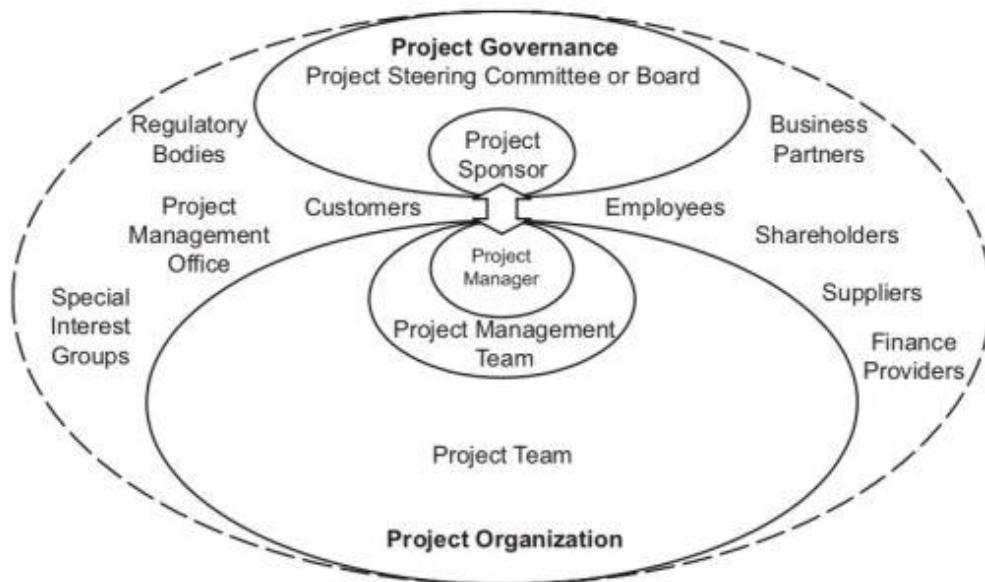 Project Governance
Project Steering Committee or Board
Regulatory
Bodies
Project
Sponsor
Business
Partners
Project
Management
Office
Customers
Employees
Shareholders
Project
Manager
Special
Interest
Groups
Suppliers
Project Management
Team
Finance
Providers
Project Team
Project Organization